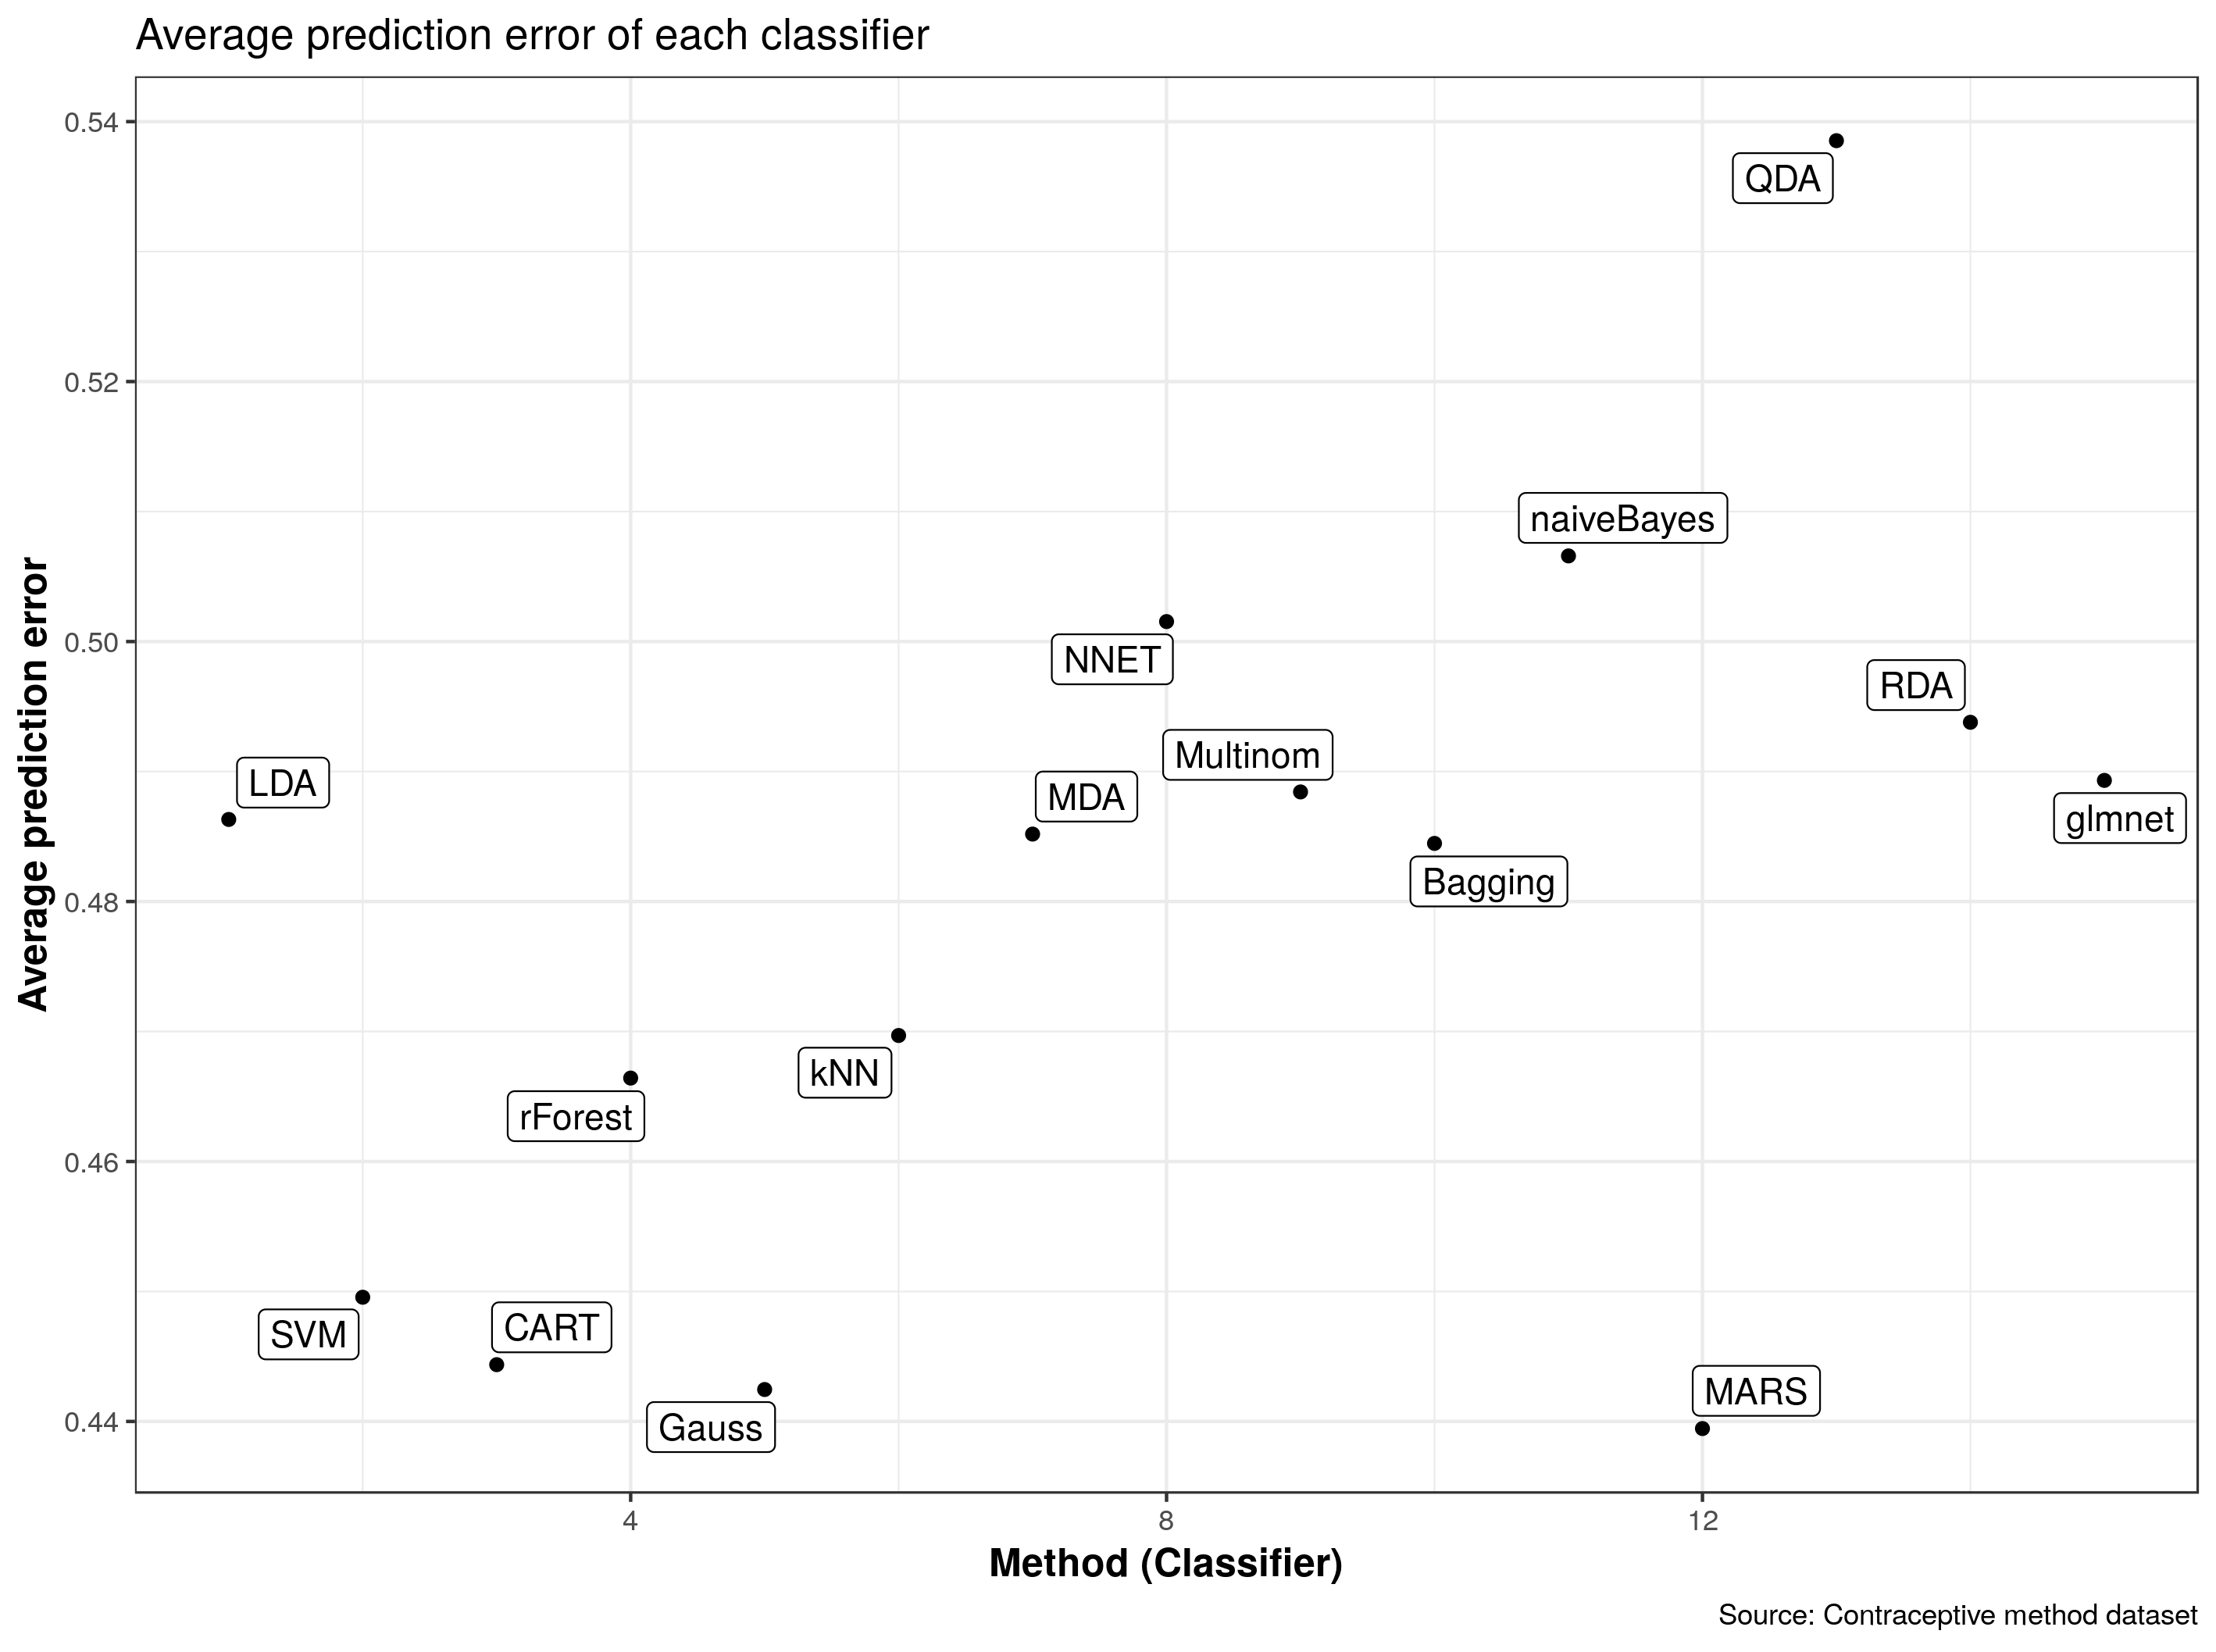 Average prediction error of each classifier
Average prediction error
0.54
0.52
0.50
0.48
0.46
0.44
QDA
naiveBayes
NNET
RDA
Multinom
LDA
MDA
glmnet
Bagging
kNN
rForest
SVM
CART
MARS
Gauss
4
8
12
Method (Classifier)
Source: Contraceptive method dataset